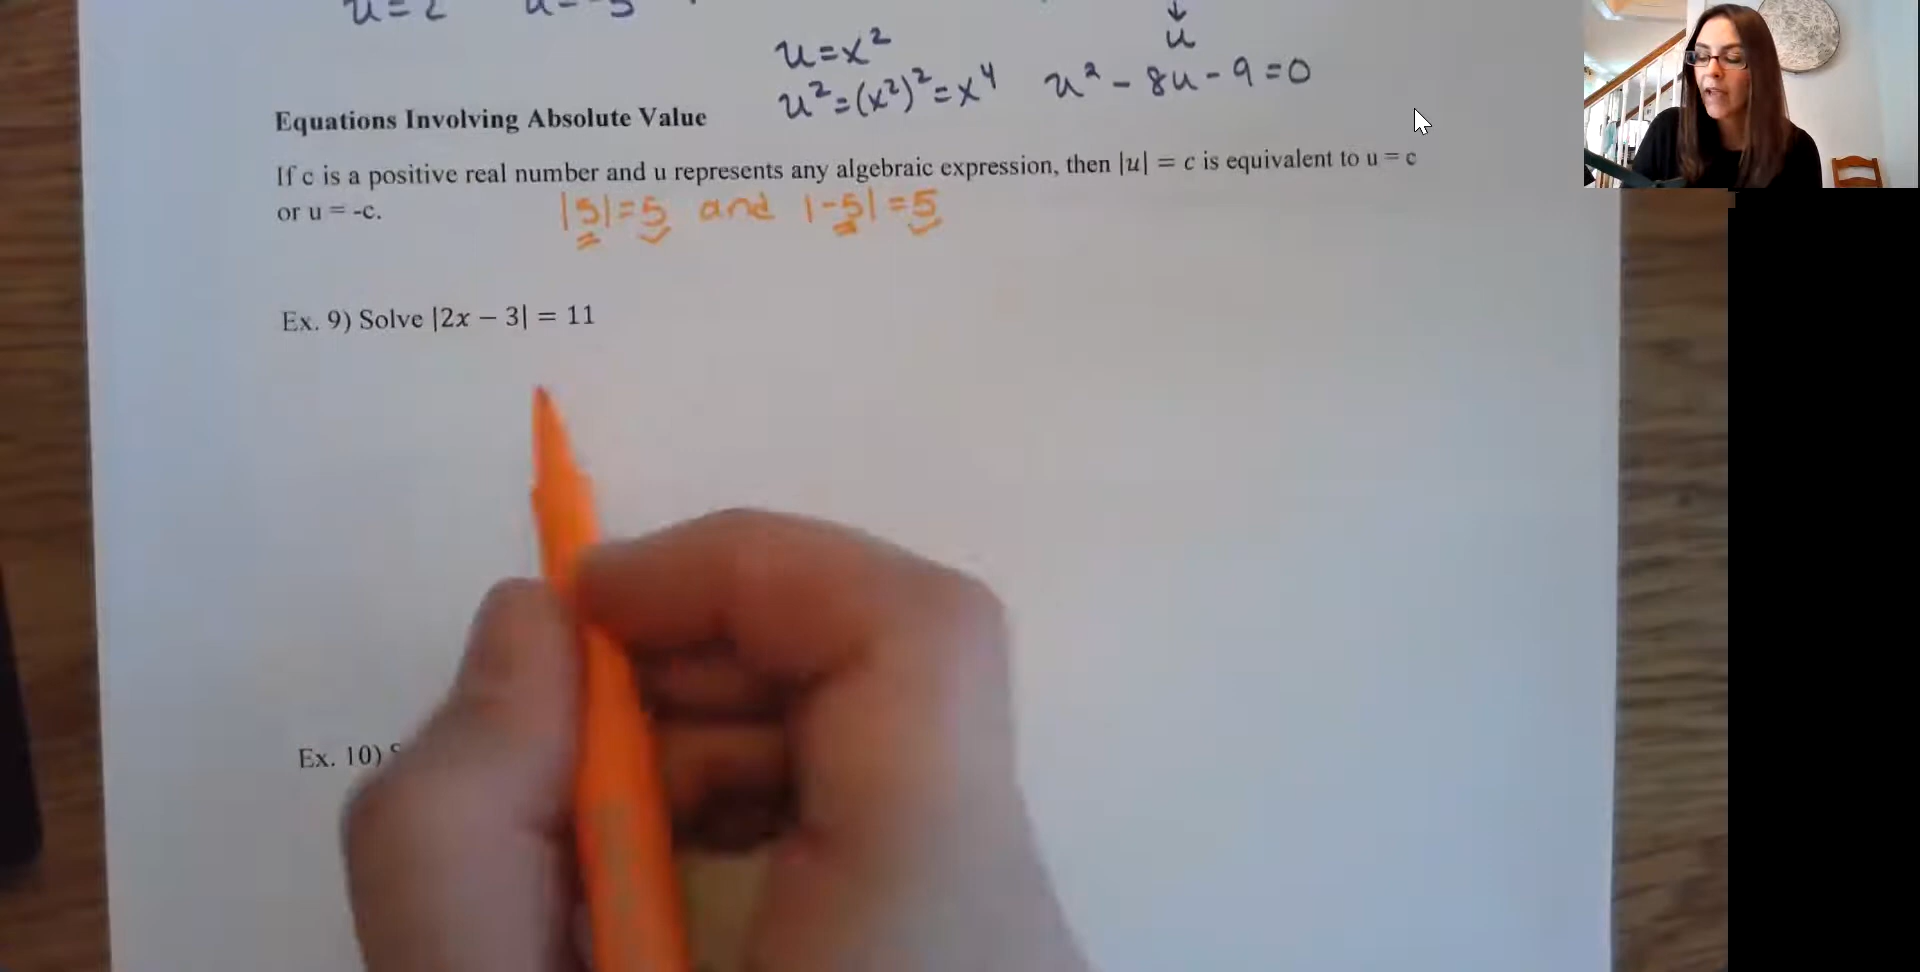 u=2 u=-3
u
u=x²
u²=(x²)²=x⁴ u²-8u-9=0
Equations Involving Absolute Value
If c is a positive real number and u represents any algebraic expression, then |u| = c is equivalent to u = c
or u = -c.
|5|=5 and |-5|=5
Ex. 9) Solve |2x − 3| = 11
Ex. 10)